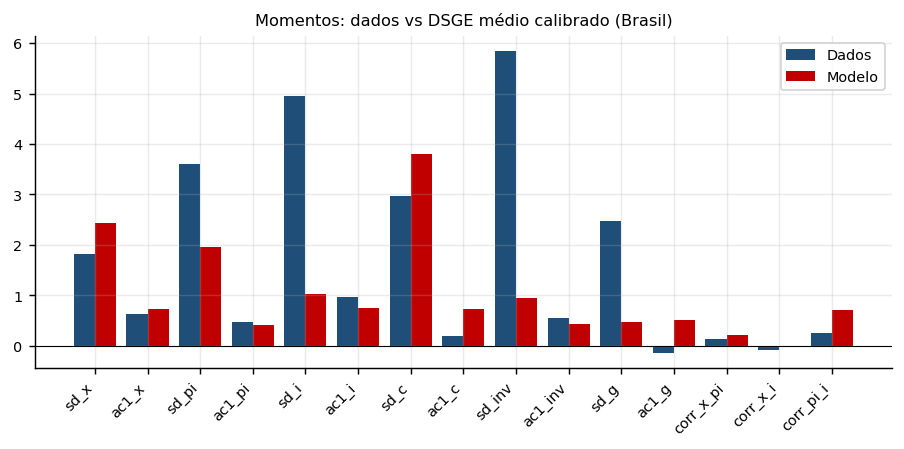 Momentos: dados vs DSGE médio calibrado (Brasil)
Dados
Modelo
6
5
4
3
2
1
0
sd_x
ac1_x
sd_pi
ac1_pi
sd_i
ac1_i
sd_c
ac1_c
sd_inv
ac1_inv
sd_g
ac1_g
corr_x_pi
corr_x_i
corr_pi_i